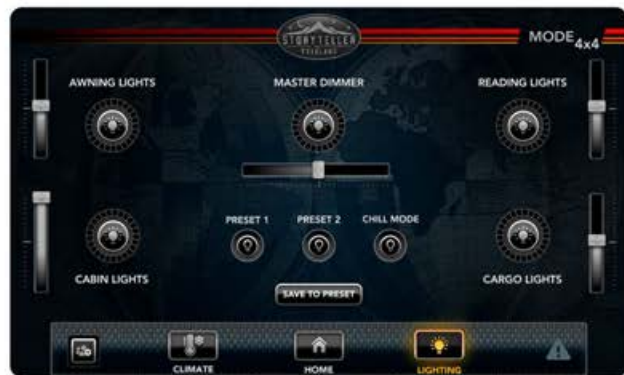 STORYTELLER
OVERLAND
MODE4x4
AWNING LIGHTS
MASTER DIMMER
READING LIGHTS
PRESET 1
PRESET 2
CHILL MODE
CABIN LIGHTS
CARGO LIGHTS
SAVE TO PRESET
CLIMATE
HOME
LIGHTING